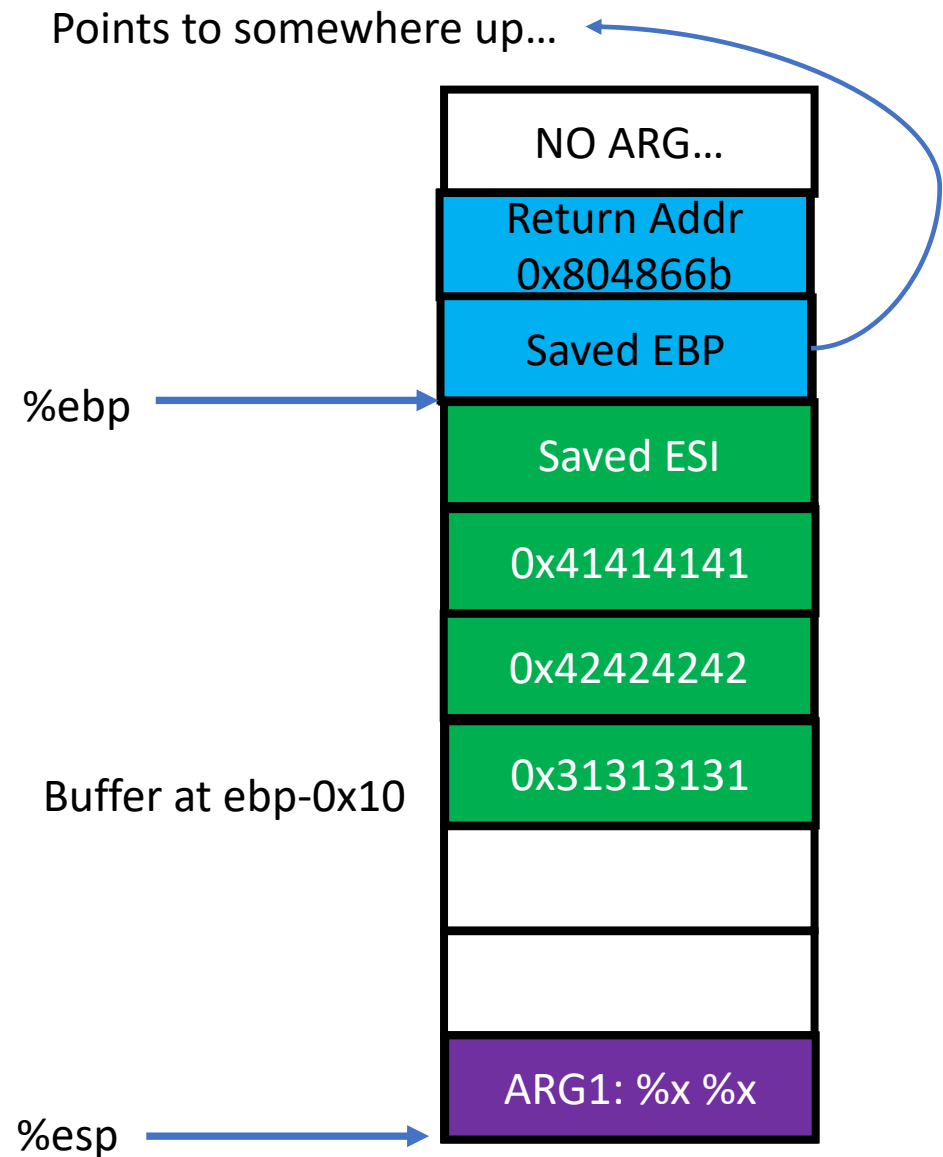 Points to somewhere up…
NO ARG…
Return Addr
0x804866b
Saved EBP
%ebp
Saved ESI
0x41414141
0x42424242
0x31313131
Buffer at ebp-0x10
ARG1: %x %x
%esp